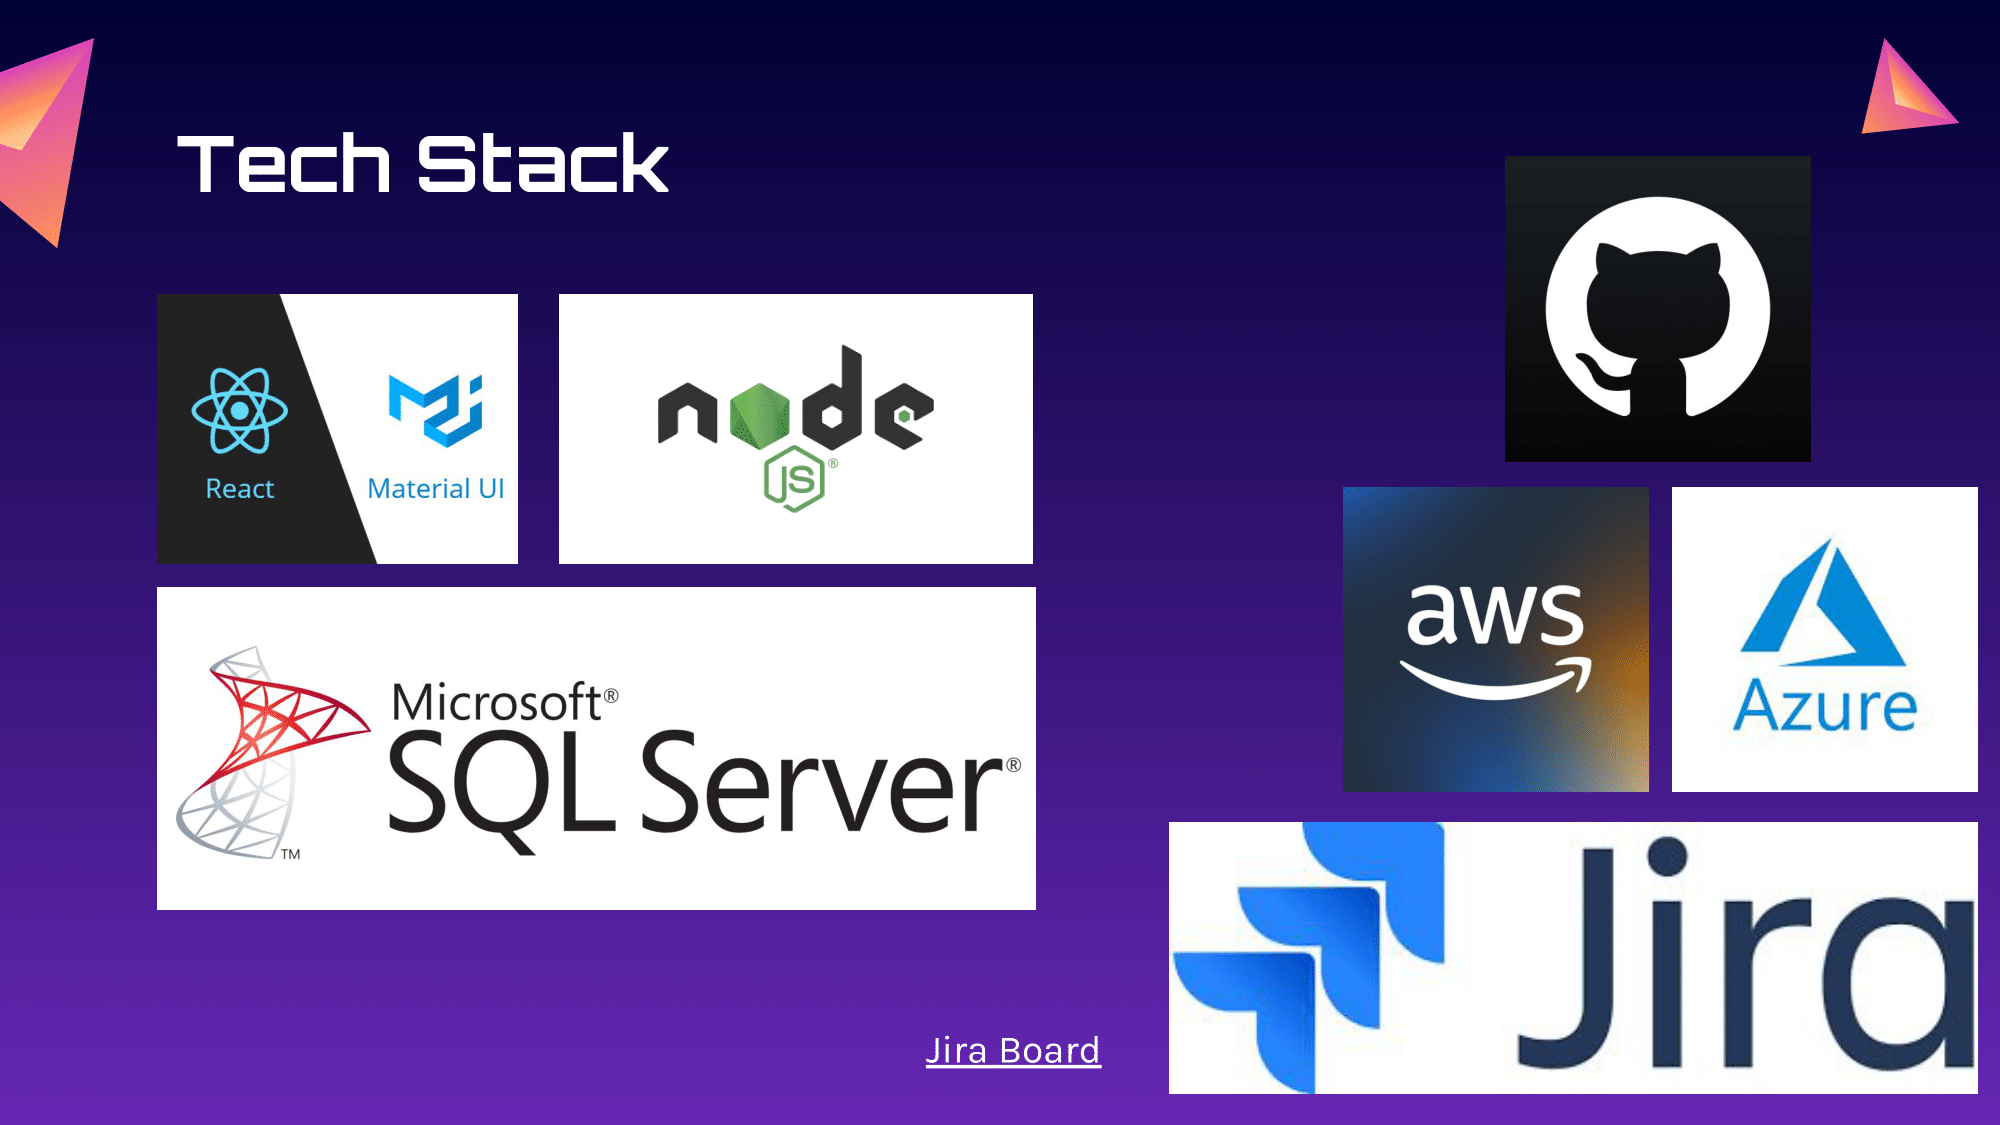 Tech Stack
React
Material UI
node
JS®
Microsoft®
SQL Server®
TM
aws
Azure
Jira
Jira Board